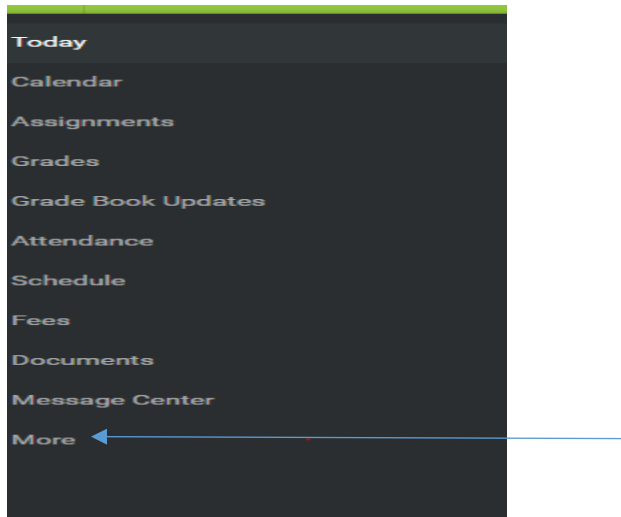 Today
Calendar
Assignments
Grades
Grade Book Updates
Attendance
Schedule
Fees
Documents
Message Center
More